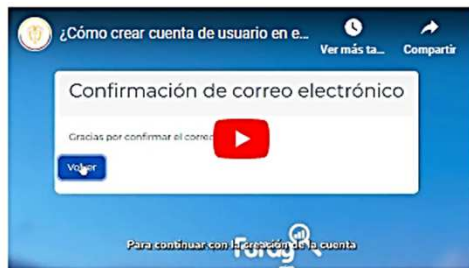 ¿Cómo crear cuenta de usuario en e...
Ver más ta...
Compartir
Confirmación de correo electrónico
Gracias por confirmar el correo
Volver
Para continuar con la creación de la cuenta